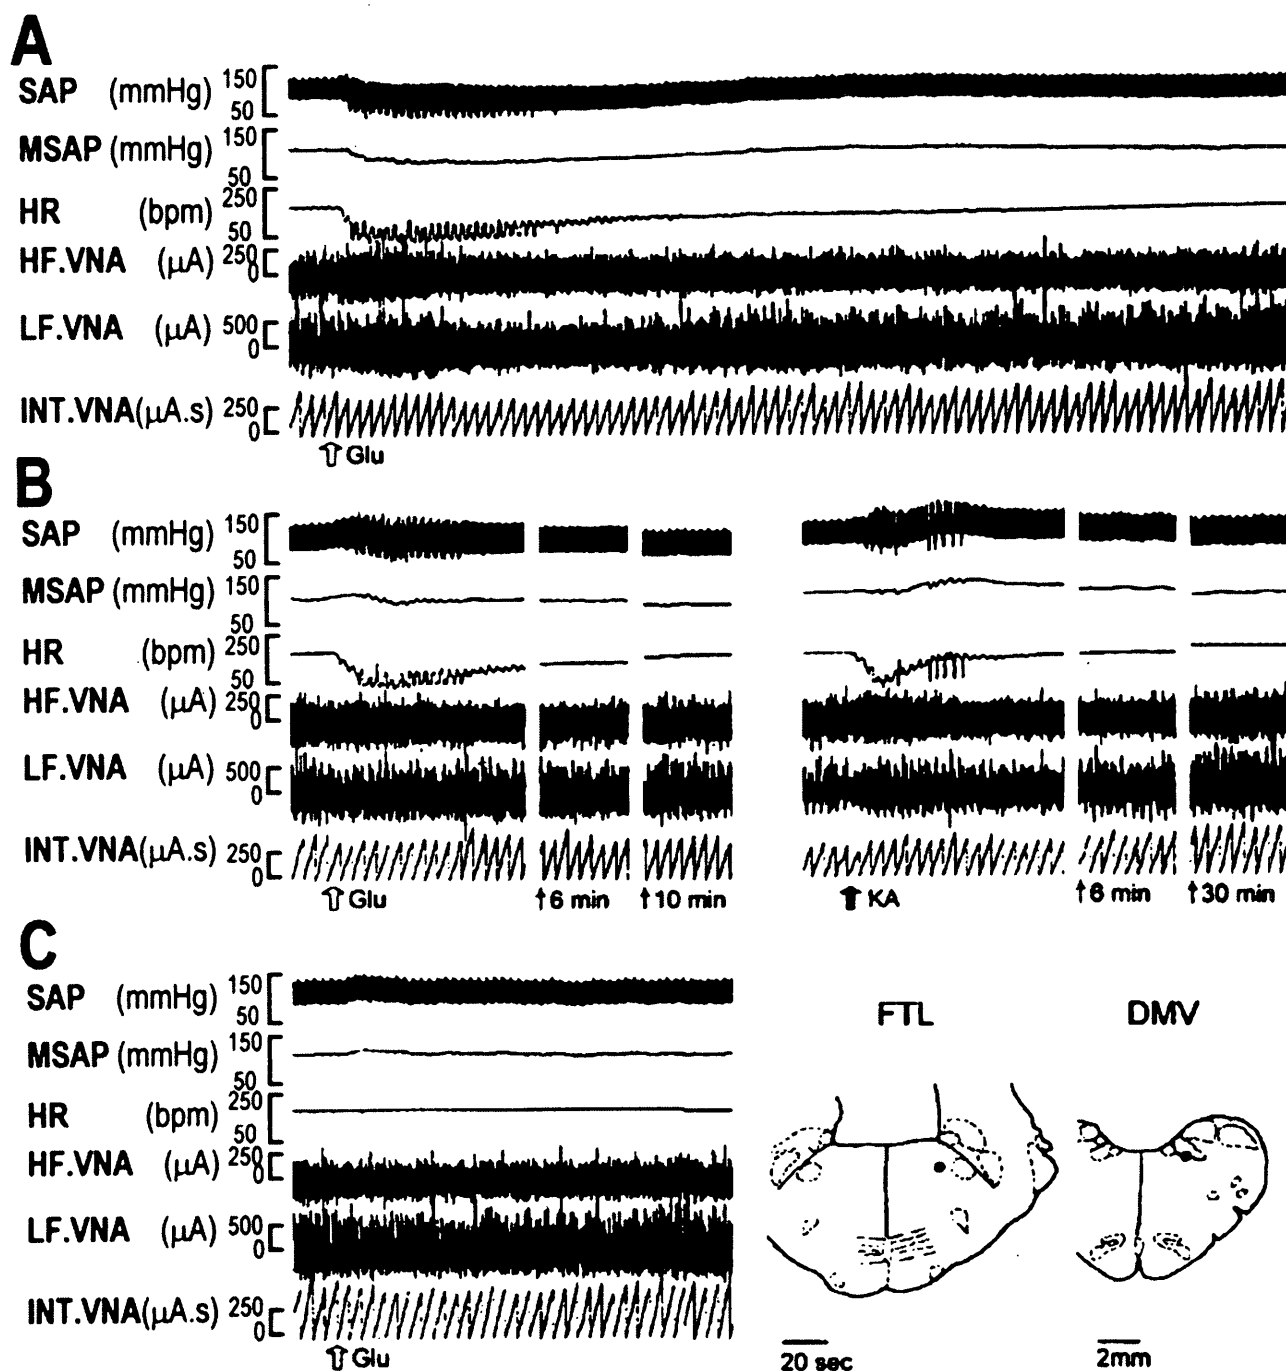 A
SAP (mmHg) 150
50
MSAP (mmHg) 150
50
HR (bpm) 250
50
HF.VNA (µA) 250
0
LF.VNA (µA) 500
0
INT.VNA(µA.s) 250
0
Glu
B
SAP (mmHg) 150
50
MSAP (mmHg) 150
50
HR (bpm) 250
50
HF.VNA (µA) 250
0
LF.VNA (µA) 500
0
INT.VNA(µA.s) 250
0
Glu ↑6 min ↑10 min KA ↑6 min ↑30 min
C
SAP (mmHg) 150
50
MSAP (mmHg) 150
50
HR (bpm) 250
50
HF.VNA (µA) 250
0
LF.VNA (µA) 500
0
INT.VNA(µA.s) 250
0
Glu
FTL DMV
20 sec 2mm